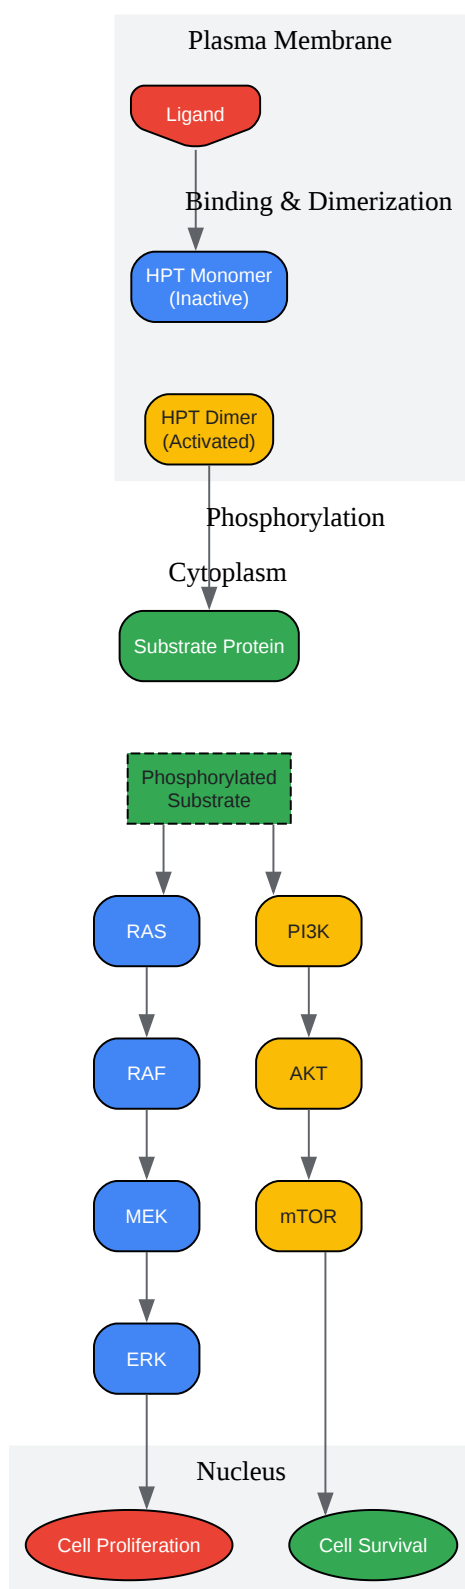 Plasma Membrane
Ligand
Binding & Dimerization
HPT Monomer
(Inactive)
HPT Dimer
(Activated)
Phosphorylation
Cytoplasm
Substrate Protein
Phosphorylated
Substrate
RAS
PI3K
RAF
AKT
MEK
mTOR
ERK
Nucleus
Cell Proliferation
Cell Survival